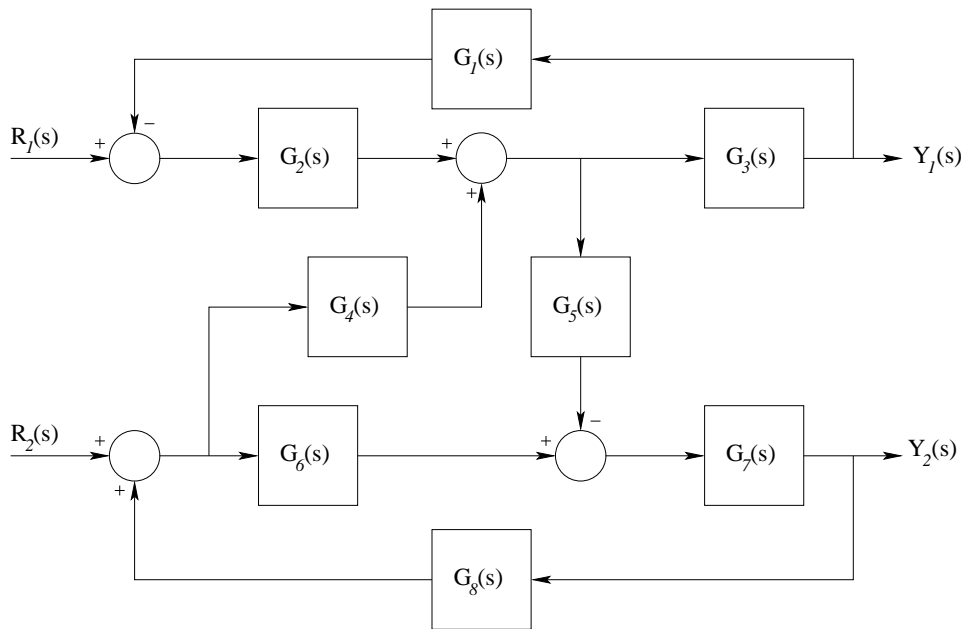 G1(s)
R1(s)
+
−
G2(s)
+
+
G3(s)
Y1(s)
G4(s)
G5(s)
R2(s)
+
+
G6(s)
+
−
G7(s)
Y2(s)
G8(s)